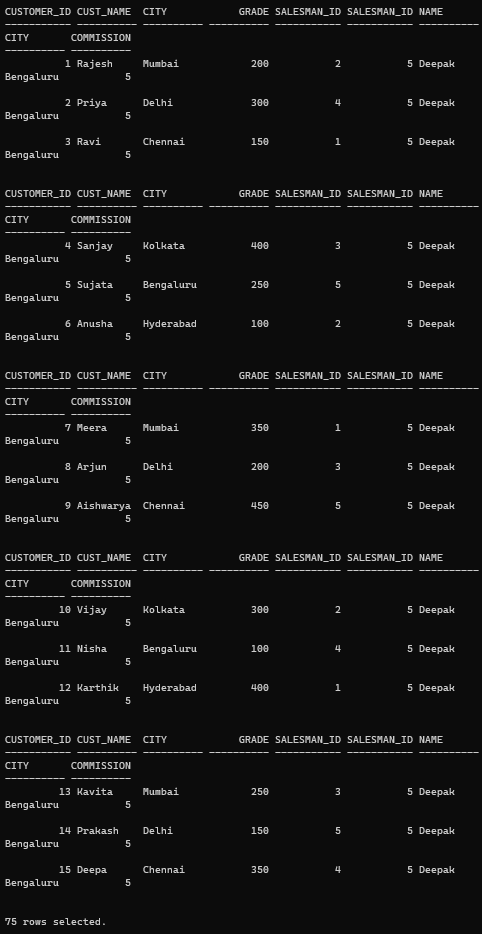 CUSTOMER_ID CUST_NAME  CITY            GRADE SALESMAN_ID SALESMAN_ID NAME
----------- ---------- ---------- ---------- ----------- ----------- ----------
CITY       COMMISSION
---------- ----------
          1 Rajesh     Mumbai            200           2           5 Deepak
Bengaluru           5

          2 Priya      Delhi             300           4           5 Deepak
Bengaluru           5

          3 Ravi       Chennai           150           1           5 Deepak
Bengaluru           5


CUSTOMER_ID CUST_NAME  CITY            GRADE SALESMAN_ID SALESMAN_ID NAME
----------- ---------- ---------- ---------- ----------- ----------- ----------
CITY       COMMISSION
---------- ----------
          4 Sanjay     Kolkata           400           3           5 Deepak
Bengaluru           5

          5 Sujata     Bengaluru         250           5           5 Deepak
Bengaluru           5

          6 Anusha     Hyderabad         100           2           5 Deepak
Bengaluru           5


CUSTOMER_ID CUST_NAME  CITY            GRADE SALESMAN_ID SALESMAN_ID NAME
----------- ---------- ---------- ---------- ----------- ----------- ----------
CITY       COMMISSION
---------- ----------
          7 Meera      Mumbai            350           1           5 Deepak
Bengaluru           5

          8 Arjun      Delhi             200           3           5 Deepak
Bengaluru           5

          9 Aishwarya  Chennai           450           5           5 Deepak
Bengaluru           5


CUSTOMER_ID CUST_NAME  CITY            GRADE SALESMAN_ID SALESMAN_ID NAME
----------- ---------- ---------- ---------- ----------- ----------- ----------
CITY       COMMISSION
---------- ----------
         10 Vijay      Kolkata           300           2           5 Deepak
Bengaluru           5

         11 Nisha      Bengaluru         100           4           5 Deepak
Bengaluru           5

         12 Karthik    Hyderabad         400           1           5 Deepak
Bengaluru           5


CUSTOMER_ID CUST_NAME  CITY            GRADE SALESMAN_ID SALESMAN_ID NAME
----------- ---------- ---------- ---------- ----------- ----------- ----------
CITY       COMMISSION
---------- ----------
         13 Kavita     Mumbai            250           3           5 Deepak
Bengaluru           5

         14 Prakash    Delhi             150           5           5 Deepak
Bengaluru           5

         15 Deepa      Chennai           350           4           5 Deepak
Bengaluru           5


75 rows selected.